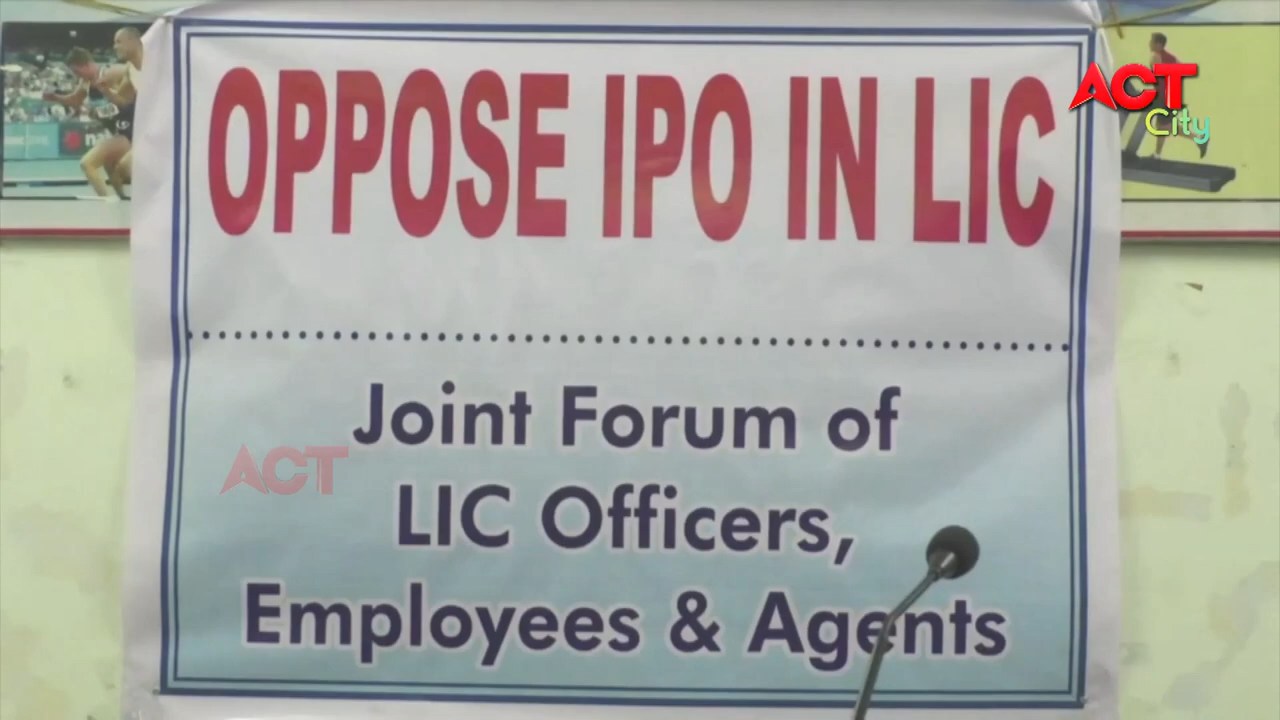 OPPOSE IPO IN LIC
ACT
City
Joint Forum of
ACT
LIC Officers,
Employees & Agents